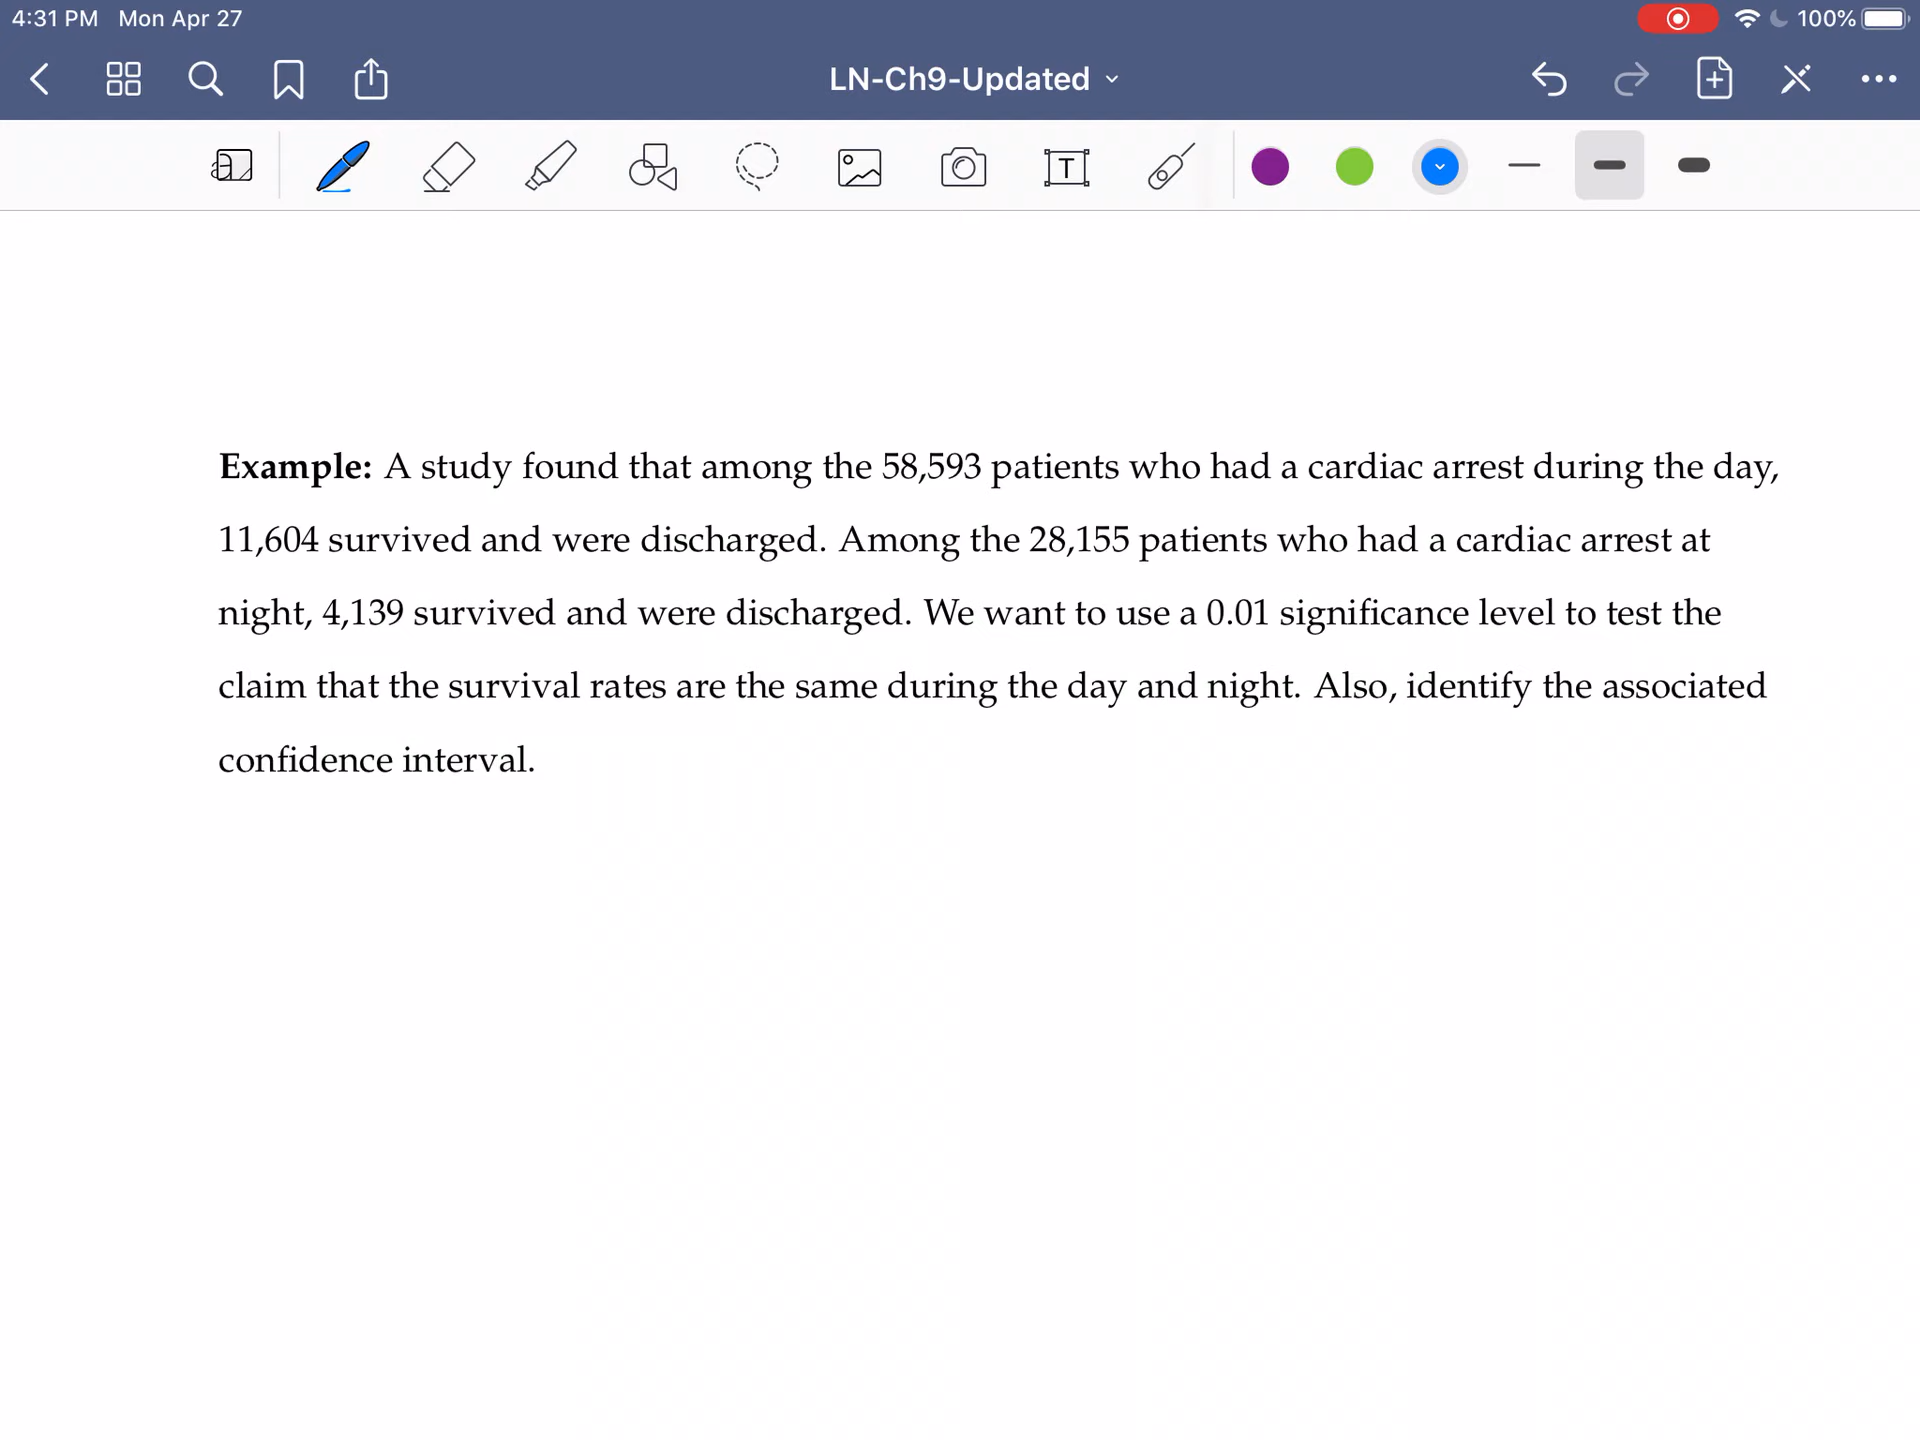 4:31 PM Mon Apr 27
100%
LN-Ch9-Updated
T
Example: A study found that among the 58,593 patients who had a cardiac arrest during the day,
11,604 survived and were discharged. Among the 28,155 patients who had a cardiac arrest at
night, 4,139 survived and were discharged. We want to use a 0.01 significance level to test the
claim that the survival rates are the same during the day and night. Also, identify the associated
confidence interval.